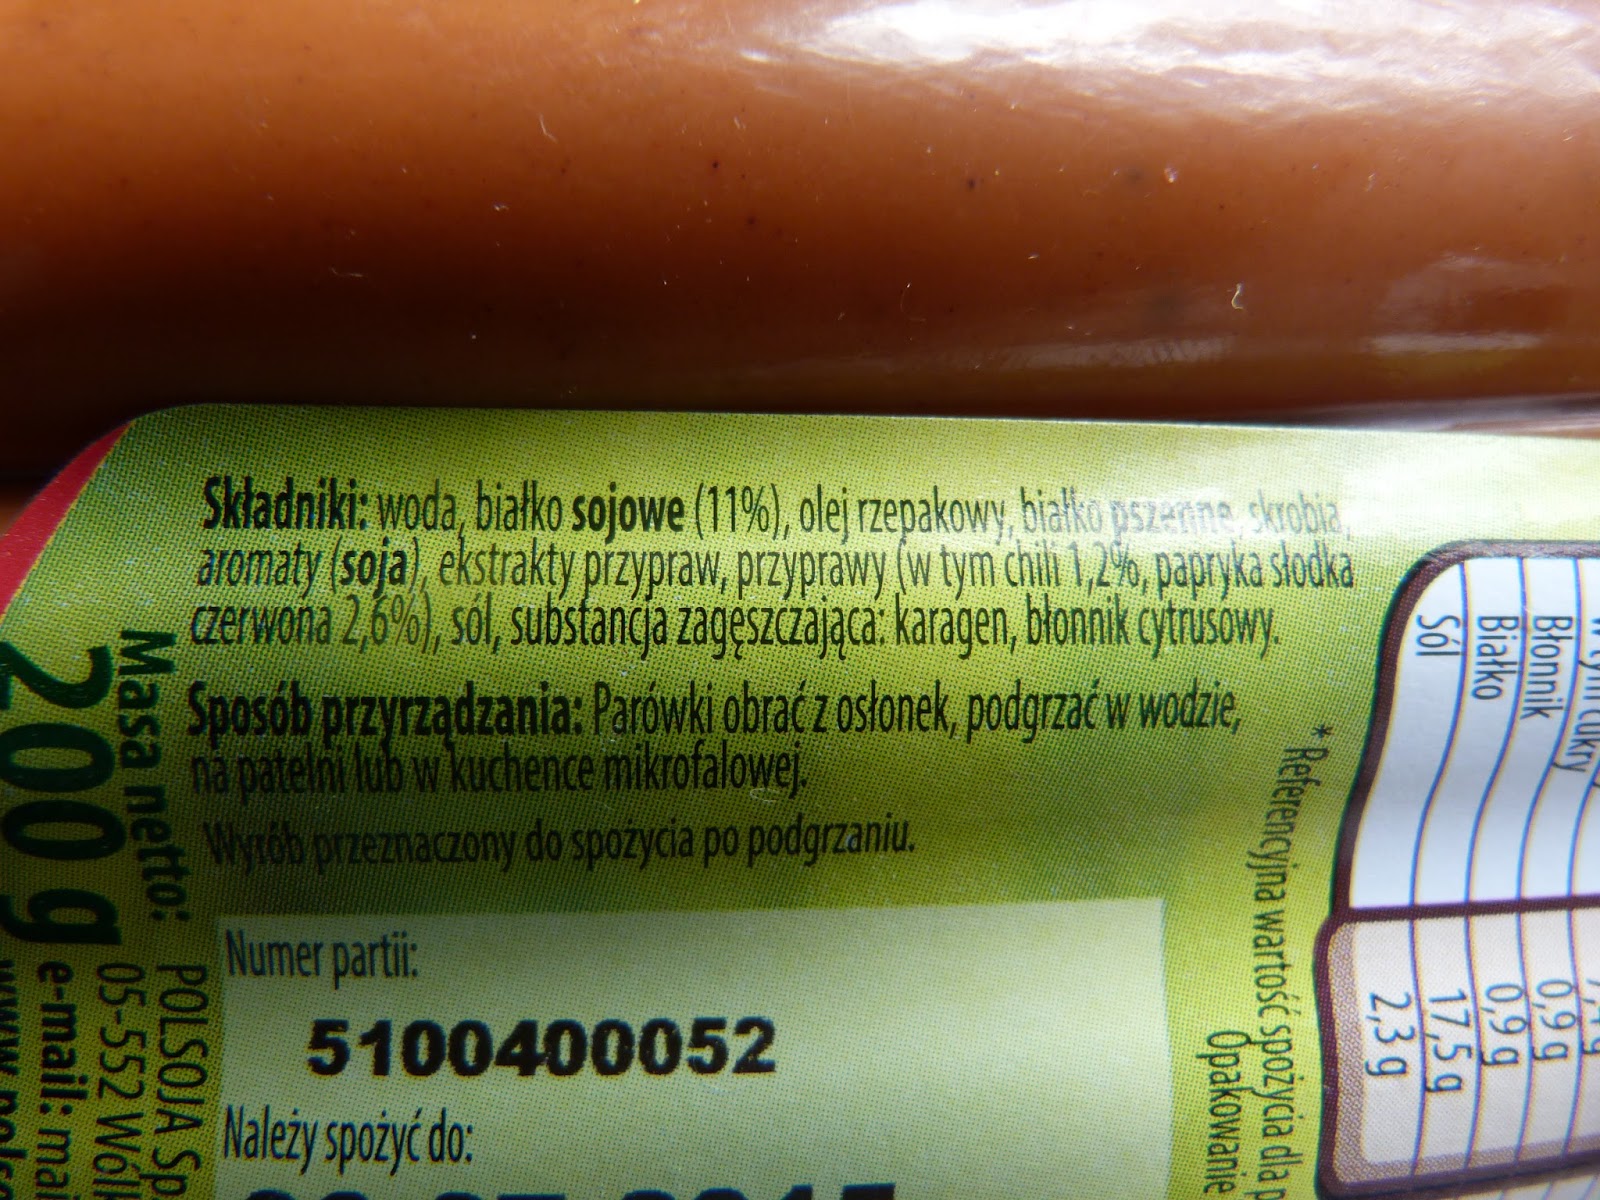 Składniki: woda, białko sojowe (11%), olej rzepakowy, białko pszenne, skrobia,
aromaty (soja), ekstrakty przypraw, przyprawy (w tym chili 1,2%, papryka słodka
czerwona 2,6%), sól, substancja zagęszczająca: karagen, błonnik cytrusowy.
Sposób przyrządzania: Parówki obrać z osłonek, podgrzać w wodzie,
na patelni lub w kuchence mikrofalowej.
Wyrób przeznaczony do spożycia po podgrzaniu.
Numer partii:
5100400052
Należy spożyć do:
Masa netto:
200 g
POLSOJA Sp.
05-552
e-mail:
w tym cukry
Błonnik 0,9 g
Białko 17,5 g
Sól 2,3 g
0,9 g
* Referencyjna wartość spożycia dla
Opakowanie